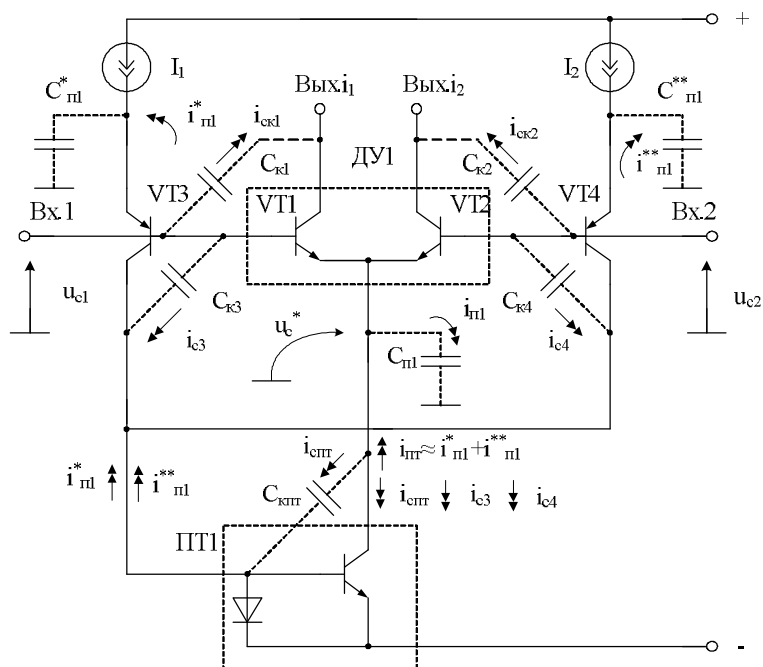 +
I₁
I₂
C*п1
C**п1
i*п1
iск1
Вых.i₁
Вых.i₂
iск2
i**п1
Cк1
ДУ1
Cк2
VT3
VT1
VT2
VT4
Вх.1
Вх.2
uс1
Cк3
iс3
uс*
iп1
Cп1
Cк4
iс4
uс2
i*п1
i**п1
iспт
iпт≈i*п1+i**п1
Cкпт
iспт
iс3
iс4
ПТ1
-